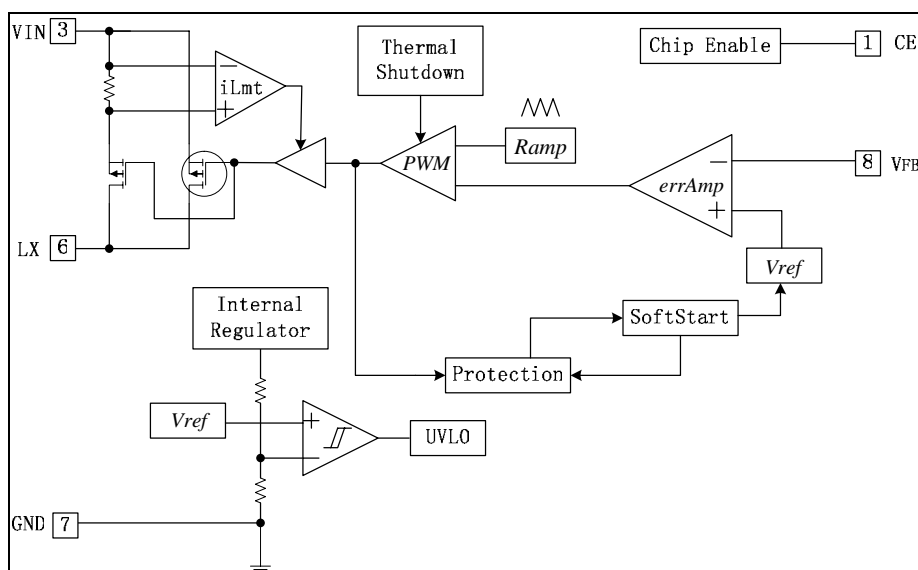 VIN 3
Thermal
Shutdown
Chip Enable
1 CE
iLmt
PWM
Ramp
errAmp
8 VFB
LX 6
Vref
Internal
Regulator
SoftStart
Protection
Vref
UVLO
GND 7